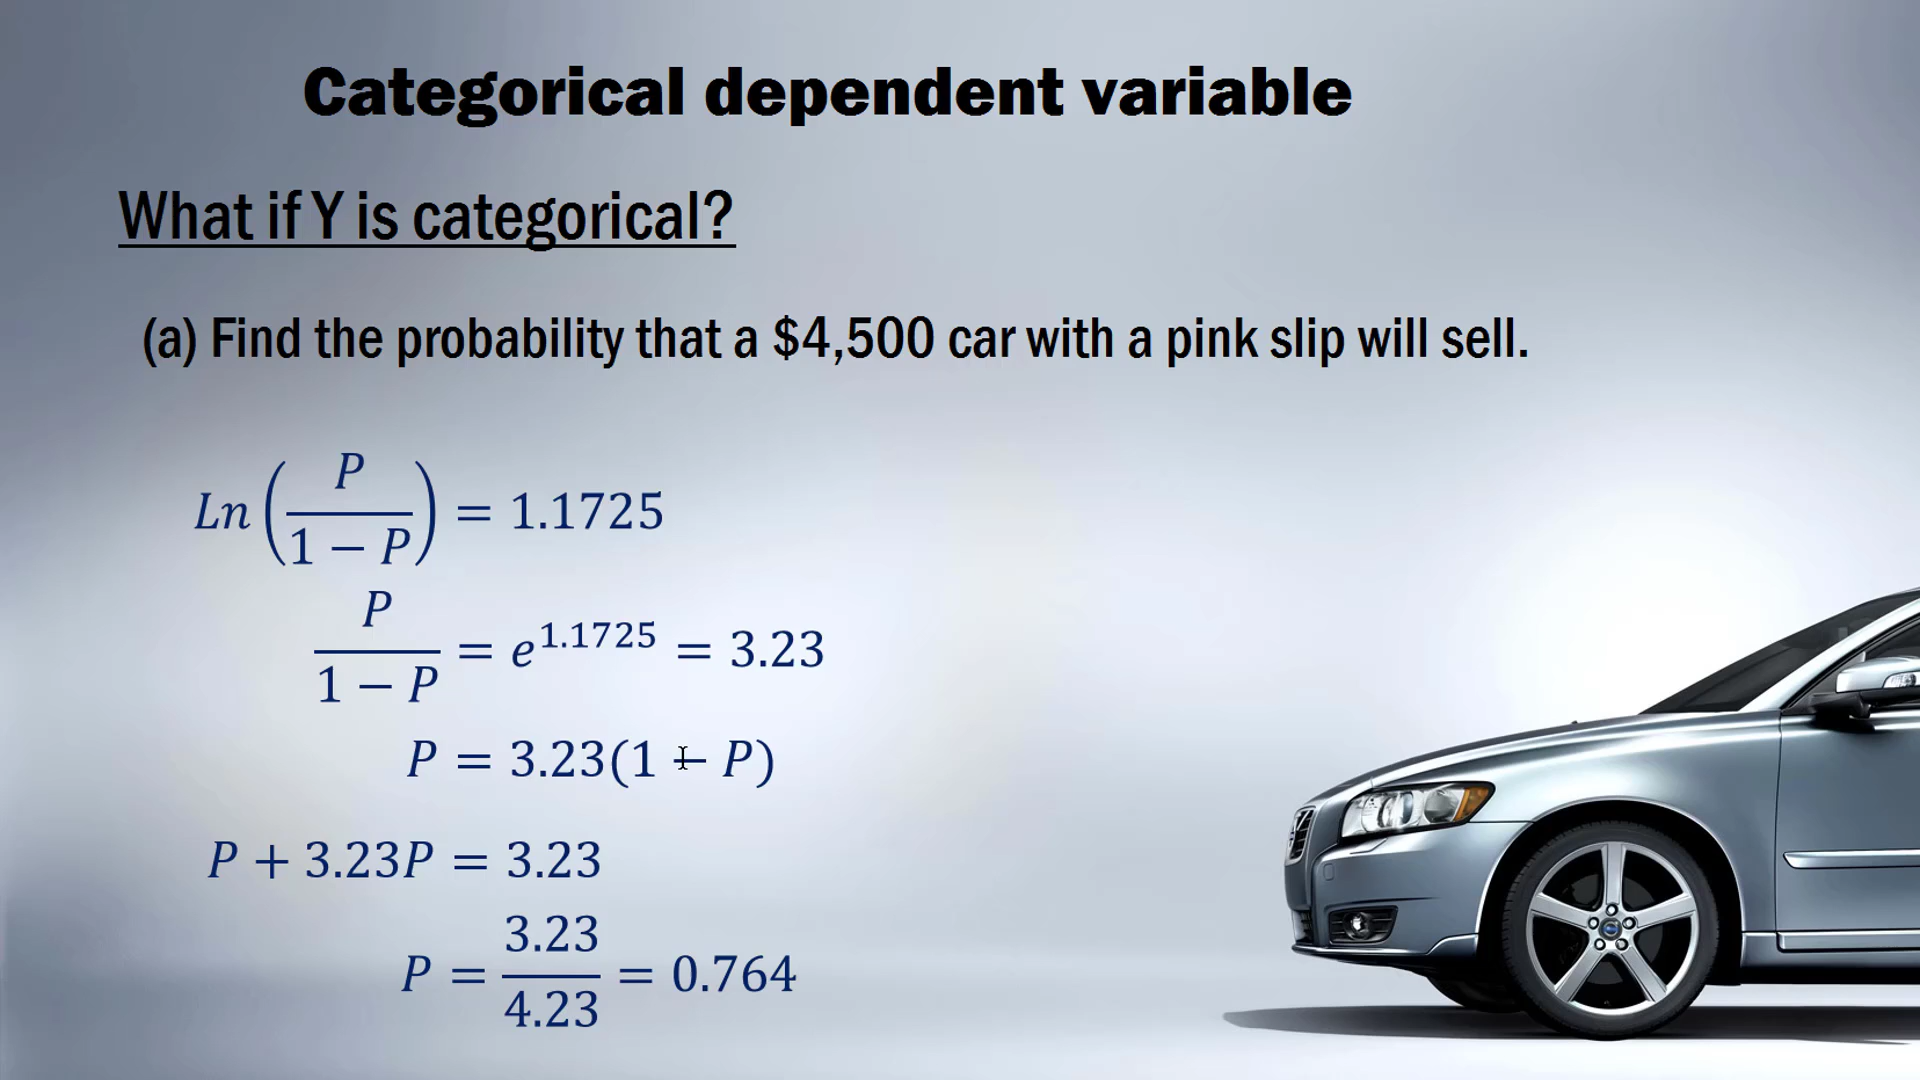 Categorical dependent variable
What if Y is categorical?
(a) Find the probability that a $4,500 car with a pink slip will sell.
Ln(P/(1 − P)) = 1.1725
P/(1 − P) = e^1.1725 = 3.23
P = 3.23(1 − P)
P + 3.23P = 3.23
P = 3.23/4.23 = 0.764